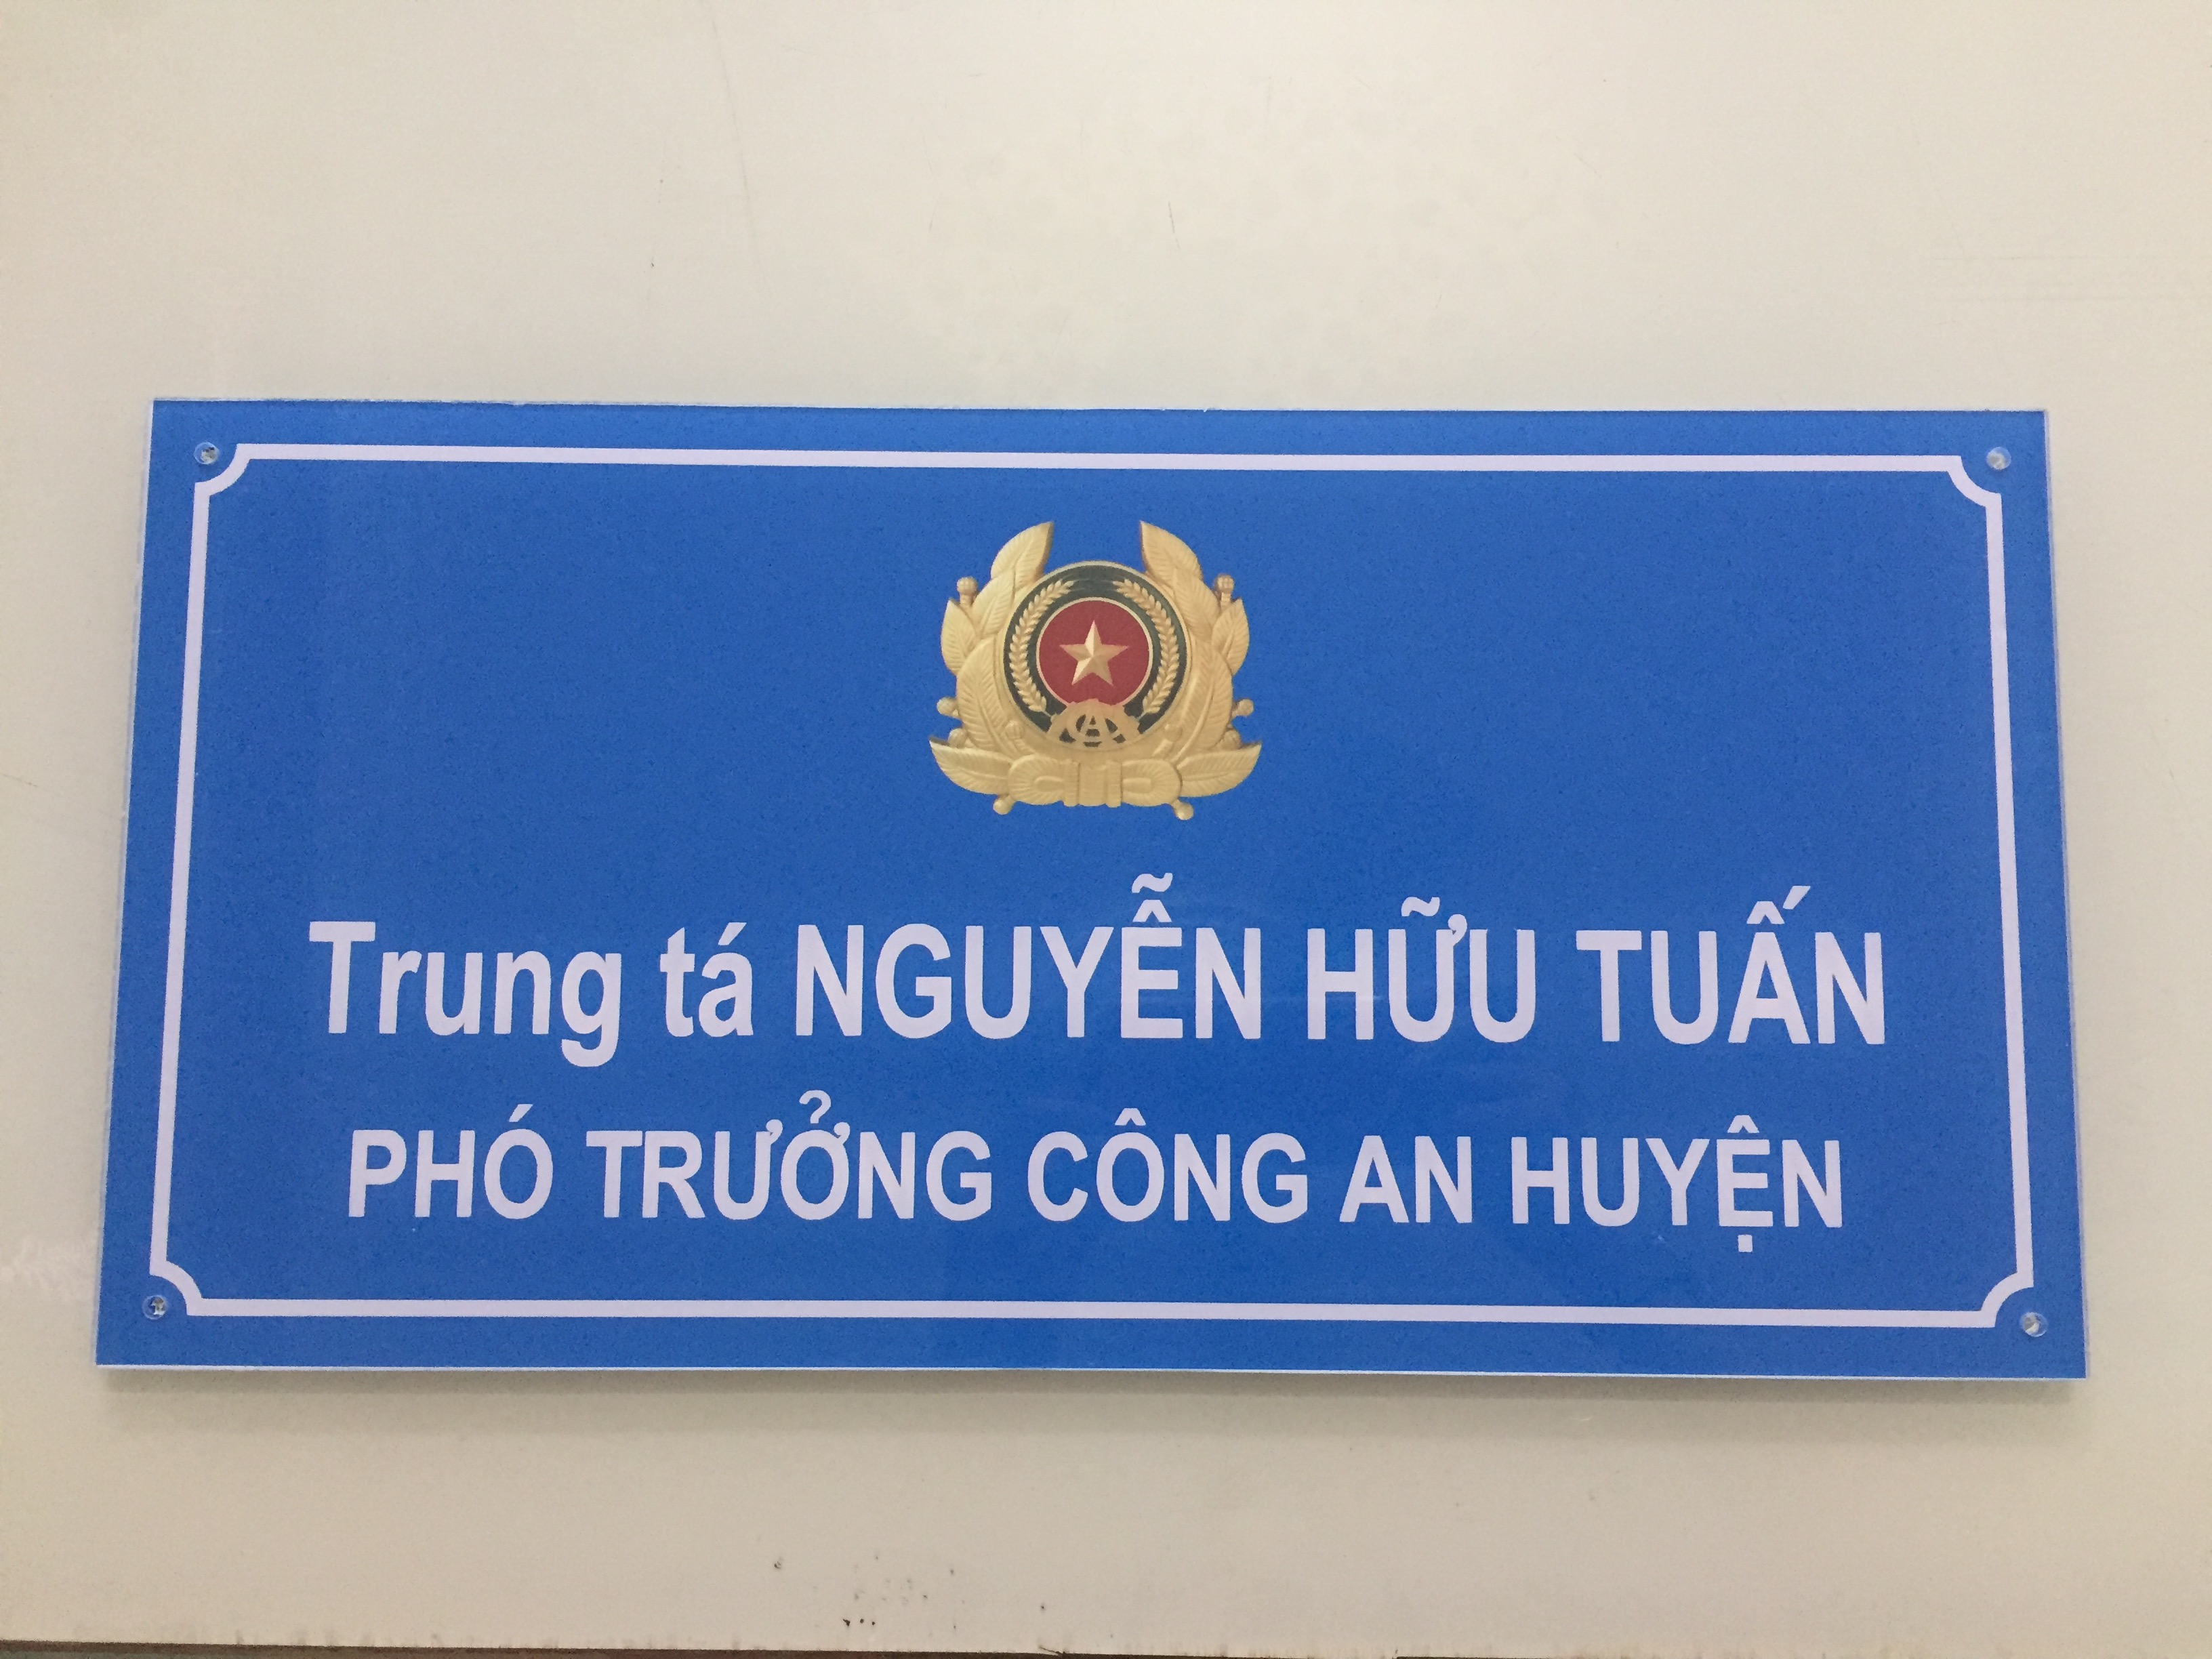 Trung tá NGUYỄN HỮU TUẤN
PHÓ TRƯỞNG CÔNG AN HUYỆN